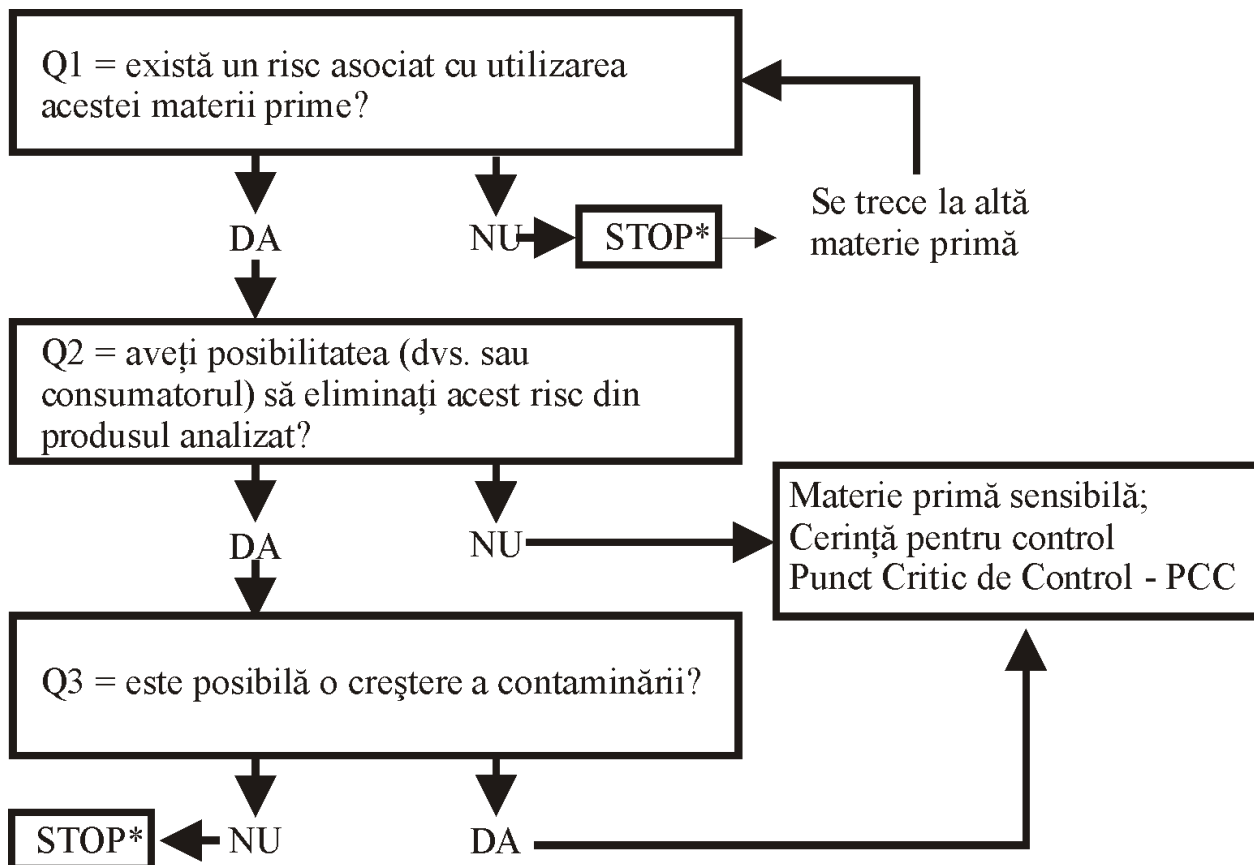 Q1 = există un risc asociat cu utilizarea
acestei materii prime?
DA
NU
STOP*
Se trece la altă
materie primă
Q2 = aveți posibilitatea (dvs. sau
consumatorul) să eliminați acest risc din
produsul analizat?
DA
NU
Materie primă sensibilă;
Cerință pentru control
Punct Critic de Control - PCC
Q3 = este posibilă o creştere a contaminării?
STOP*
NU
DA